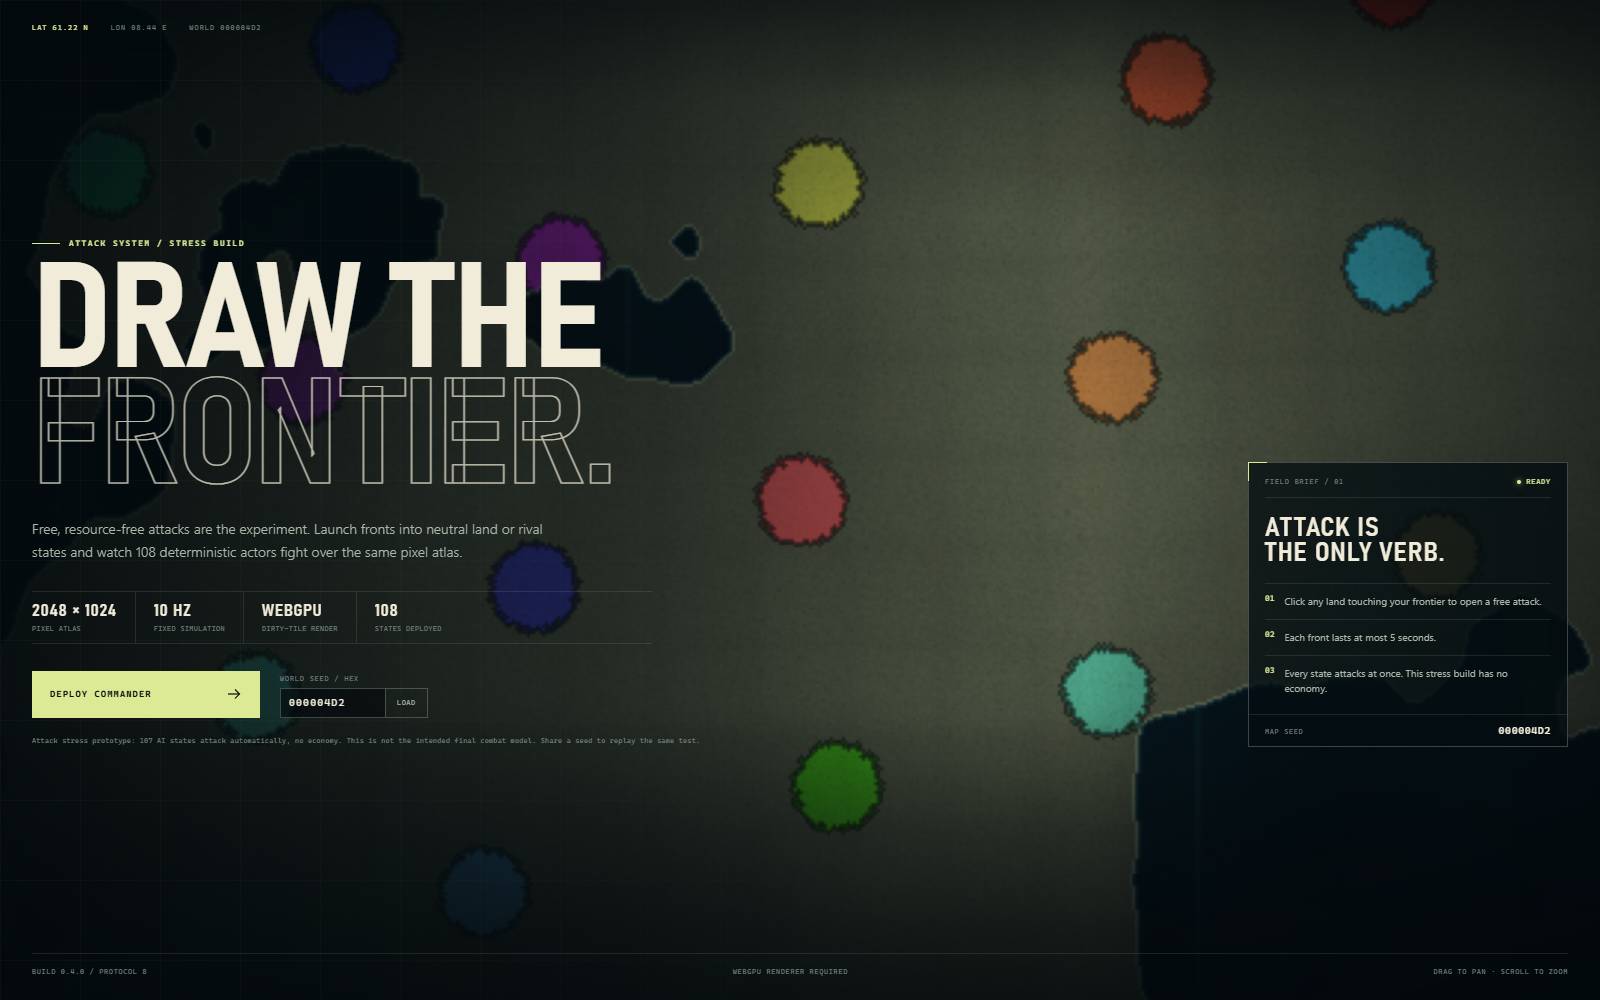 LAT 61.22 N LON 08.44 E WORLD 000004D2
ATTACK SYSTEM / STRESS BUILD
DRAW THE
FRONTIER.
Free, resource-free attacks are the experiment. Launch fronts into neutral land or rival
states and watch 108 deterministic actors fight over the same pixel atlas.
2048 × 1024 10 HZ WEBGPU 108
PIXEL ATLAS FIXED SIMULATION DIRTY-TILE RENDER STATES DEPLOYED
DEPLOY COMMANDER →
WORLD SEED / HEX
000004D2 LOAD
Attack stress prototype: 107 AI states attack automatically, no economy. This is not the intended final combat model. Share a seed to replay the same test.
FIELD BRIEF / 01 READY
ATTACK IS
THE ONLY VERB.
01 Click any land touching your frontier to open a free attack.
02 Each front lasts at most 5 seconds.
03 Every state attacks at once. This stress build has no
economy.
MAP SEED 000004D2
BUILD 0.4.0 / PROTOCOL 8 WEBGPU RENDERER REQUIRED DRAG TO PAN · SCROLL TO ZOOM